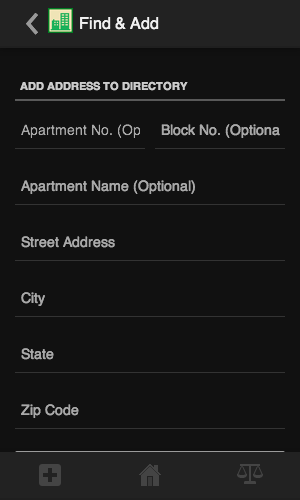 Find & Add
ADD ADDRESS TO DIRECTORY
Apartment No. (Op
Block No. (Optiona
Apartment Name (Optional)
Street Address
City
State
Zip Code